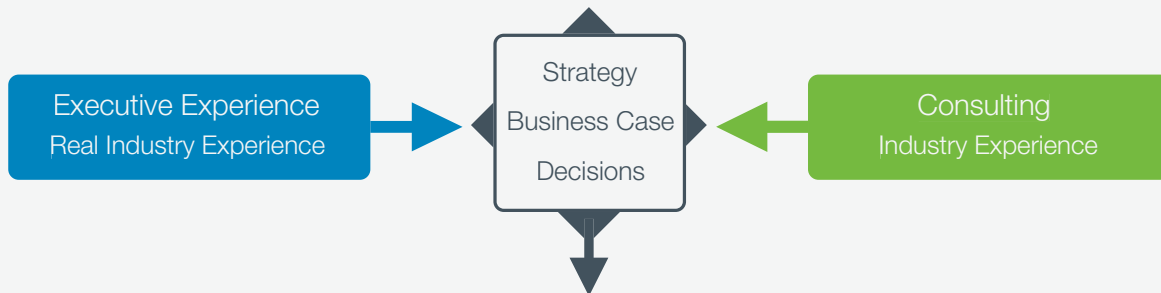 Executive Experience
Real Industry Experience
Strategy
Business Case
Decisions
Consulting
Industry Experience